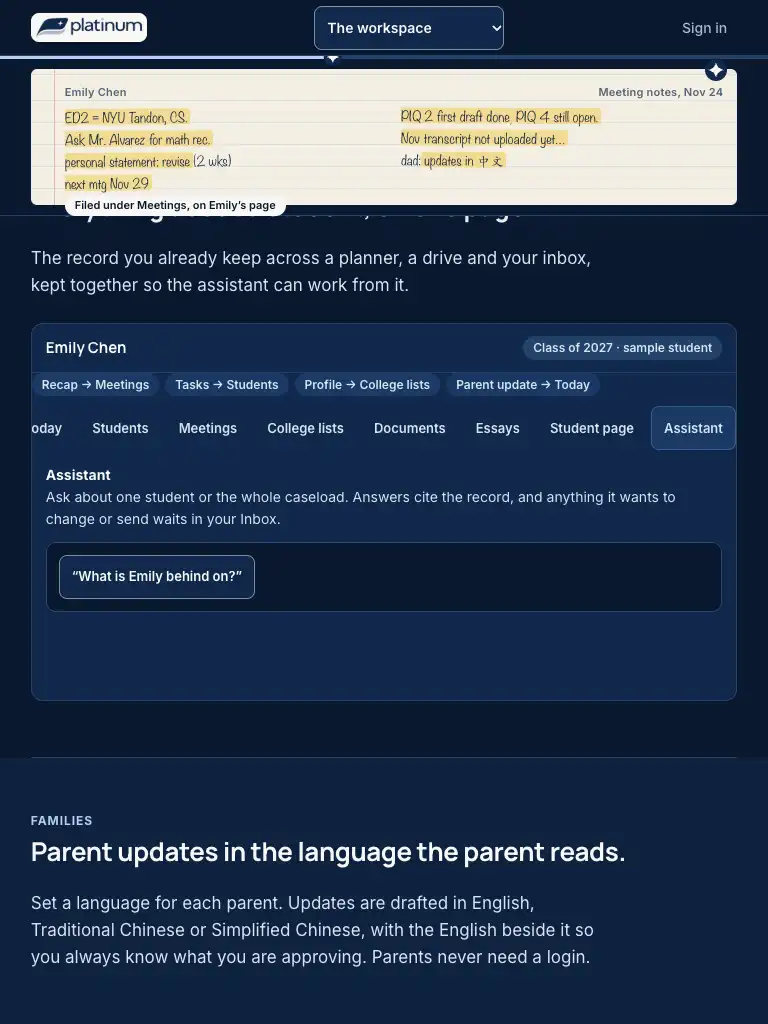 platinum
The workspace
Sign in
Emily Chen
Meeting notes, Nov 24
ED2 = NYU Tandon, CS.
Ask Mr. Alvarez for math rec.
personal statement: revise (2 wks)
next mtg Nov 29
PIQ 2 first draft done, PIQ 4 still open.
Nov transcript not uploaded yet...
dad: updates in 中文
Filed under Meetings, on Emily's page
The record you already keep across a planner, a drive and your inbox,
kept together so the assistant can work from it.
Emily Chen
Class of 2027 · sample student
Recap → Meetings
Tasks → Students
Profile → College lists
Parent update → Today
oday
Students
Meetings
College lists
Documents
Essays
Student page
Assistant
Assistant
Ask about one student or the whole caseload. Answers cite the record, and anything it wants to
change or send waits in your Inbox.
“What is Emily behind on?”
FAMILIES
Parent updates in the language the parent reads.
Set a language for each parent. Updates are drafted in English,
Traditional Chinese or Simplified Chinese, with the English beside it so
you always know what you are approving. Parents never need a login.